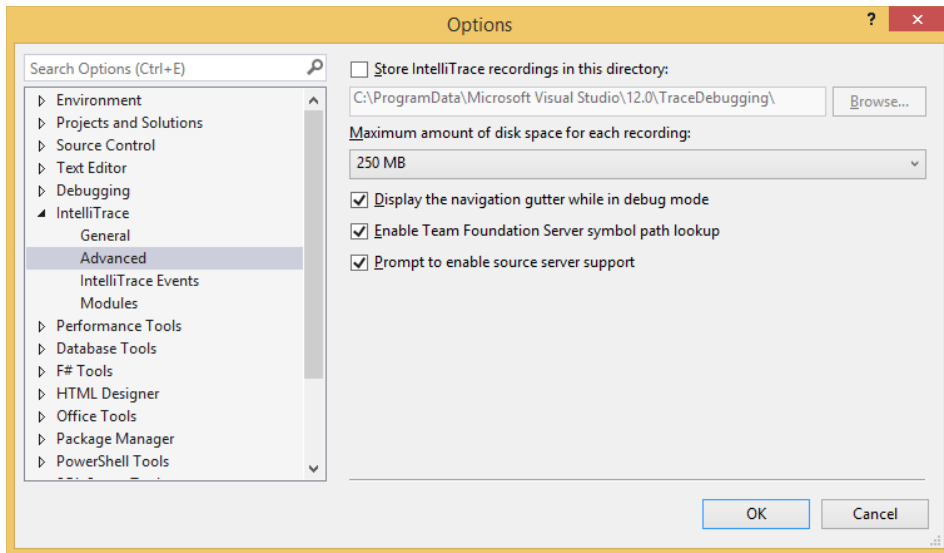 Options
? ×
Search Options (Ctrl+E)
Environment
Projects and Solutions
Source Control
Text Editor
Debugging
IntelliTrace
General
Advanced
IntelliTrace Events
Modules
Performance Tools
Database Tools
F# Tools
HTML Designer
Office Tools
Package Manager
PowerShell Tools
Store IntelliTrace recordings in this directory:
C:\ProgramData\Microsoft Visual Studio\12.0\TraceDebugging\
Browse...
Maximum amount of disk space for each recording:
250 MB
Display the navigation gutter while in debug mode
Enable Team Foundation Server symbol path lookup
Prompt to enable source server support
OK
Cancel